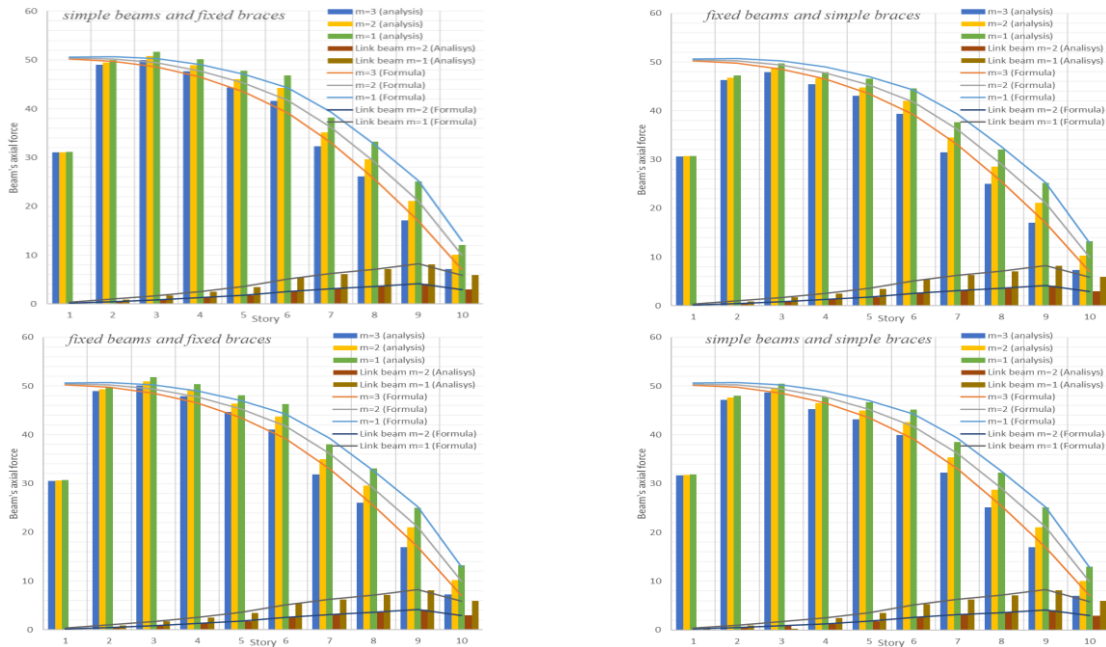 simple beams and fixed braces
60
50
40
30
20
10
0
Beam's axial force
m=3 (analysis)
m=2 (analysis)
m=1 (analysis)
Link beam m=2 (Analisys)
Link beam m=1 (Analisys)
m=3 (Formula)
m=2 (Formula)
m=1 (Formula)
Link beam m=2 (Formula)
Link beam m=1 (Formula)
1 2 3 4 5 6 7 8 9 10
Story
fixed beams and simple braces
60
50
40
30
20
10
0
Beam's axial force
m=3 (analysis)
m=2 (analysis)
m=1 (analysis)
Link beam m=2 (Analisys)
Link beam m=1 (Analisys)
m=3 (Formula)
m=2 (Formula)
m=1 (Formula)
Link beam m=2 (Formula)
Link beam m=1 (Formula)
1 2 3 4 5 6 7 8 9 10
Story
fixed beams and fixed braces
60
50
40
30
20
10
0
Beam's axial force
m=3 (analysis)
m=2 (analysis)
m=1 (analysis)
Link beam m=2 (Analisys)
Link beam m=1 (Analisys)
m=3 (Formula)
m=2 (Formula)
m=1 (Formula)
Link beam m=2 (Formula)
Link beam m=1 (Formula)
1 2 3 4 5 6 7 8 9 10
Story
simple beams and simple braces
60
50
40
30
20
10
0
Beam's axial force
m=3 (analysis)
m=2 (analysis)
m=1 (analysis)
Link beam m=2 (Analisys)
Link beam m=1 (Analisys)
m=3 (Formula)
m=2 (Formula)
m=1 (Formula)
Link beam m=2 (Formula)
Link beam m=1 (Formula)
1 2 3 4 5 6 7 8 9 10
Story